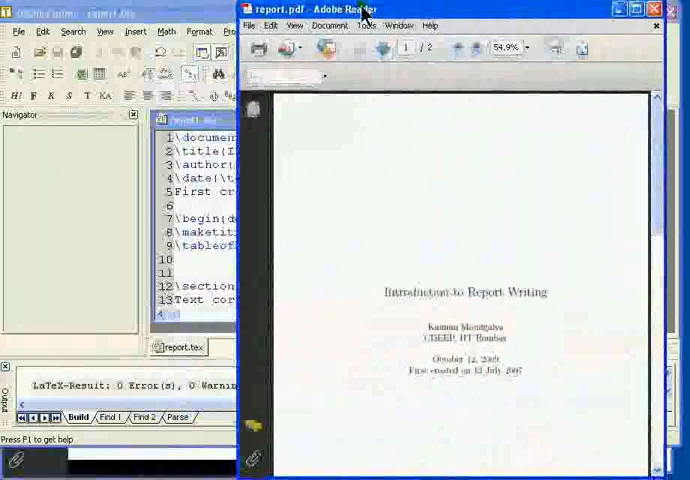 report.pdf - Adobe Reader
File Edit Search View Insert Math
File Edit View Document Tools Window Help
1 / 2 54.9%
Navigator
1 \documen
2 \title{I
3 \author{
4 \date{\t
5 First cr
6
7 \begin{d
8 \maketit
9 \tableof
10
11
12 \section
13 Text cor
report.tex
LaTeX-Result: 0 Error(s), 0 Warnin
Output
Build Find 1 Find 2 Parse
Press F1 to get help
Introduction to Report Writing
Kannan Moudgalya
CDEEP, IIT Bombay
October 12, 2009
First created on 13 July 2007